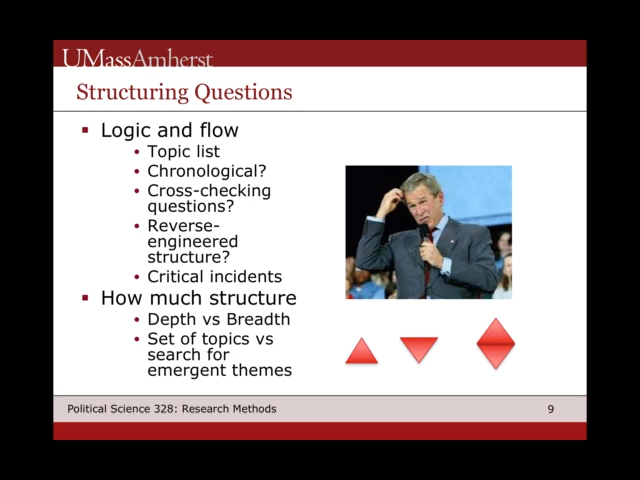 UMassAmherst
Structuring Questions
Logic and flow
Topic list
Chronological?
Cross-checking
questions?
Reverse-
engineered
structure?
Critical incidents
How much structure
Depth vs Breadth
Set of topics vs
search for
emergent themes
Political Science 328: Research Methods
9